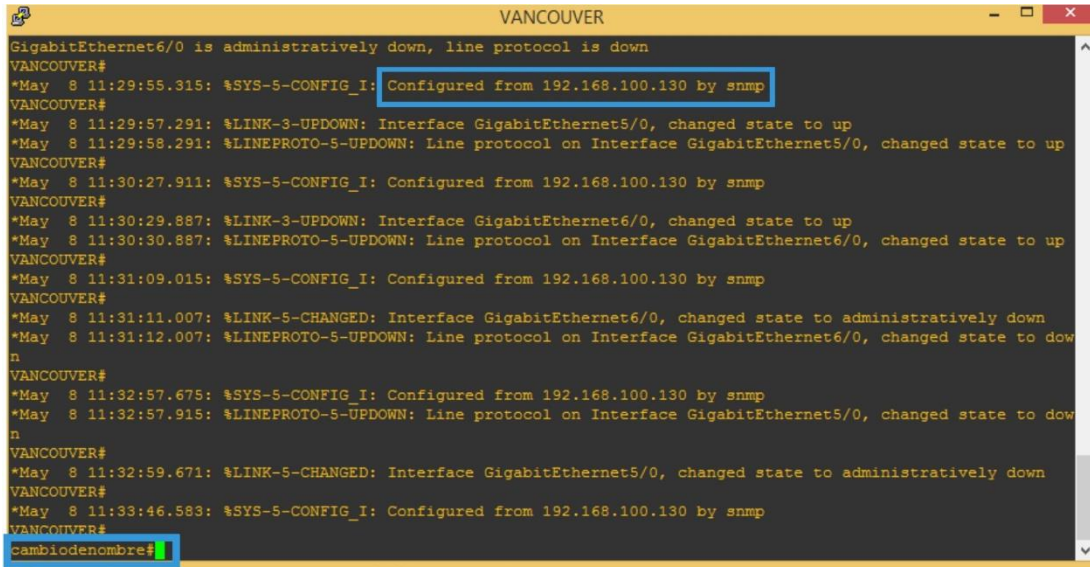 VANCOUVER
GigabitEthernet6/0 is administratively down, line protocol is down
VANCOUVER#
*May  8 11:29:55.315: %SYS-5-CONFIG_I: Configured from 192.168.100.130 by snmp
VANCOUVER#
*May  8 11:29:57.291: %LINK-3-UPDOWN: Interface GigabitEthernet5/0, changed state to up
*May  8 11:29:58.291: %LINEPROTO-5-UPDOWN: Line protocol on Interface GigabitEthernet5/0, changed state to up
VANCOUVER#
*May  8 11:30:27.911: %SYS-5-CONFIG_I: Configured from 192.168.100.130 by snmp
VANCOUVER#
*May  8 11:30:29.887: %LINK-3-UPDOWN: Interface GigabitEthernet6/0, changed state to up
*May  8 11:30:30.887: %LINEPROTO-5-UPDOWN: Line protocol on Interface GigabitEthernet6/0, changed state to up
VANCOUVER#
*May  8 11:31:09.015: %SYS-5-CONFIG_I: Configured from 192.168.100.130 by snmp
VANCOUVER#
*May  8 11:31:11.007: %LINK-5-CHANGED: Interface GigabitEthernet6/0, changed state to administratively down
*May  8 11:31:12.007: %LINEPROTO-5-UPDOWN: Line protocol on Interface GigabitEthernet6/0, changed state to dow
n
VANCOUVER#
*May  8 11:32:57.675: %SYS-5-CONFIG_I: Configured from 192.168.100.130 by snmp
*May  8 11:32:57.915: %LINEPROTO-5-UPDOWN: Line protocol on Interface GigabitEthernet5/0, changed state to dow
n
VANCOUVER#
*May  8 11:32:59.671: %LINK-5-CHANGED: Interface GigabitEthernet5/0, changed state to administratively down
VANCOUVER#
*May  8 11:33:46.583: %SYS-5-CONFIG_I: Configured from 192.168.100.130 by snmp
VANCOUVER#
cambiodenombre#